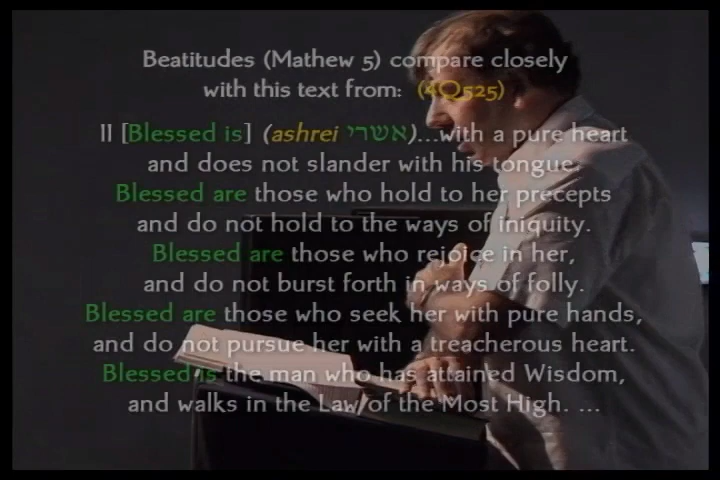 Beatitudes (Mathew 5) compare closely
with this text from: (4Q525)
II [Blessed is] (ashrei אשרי)...with a pure heart
and does not slander with his tongue.
Blessed are those who hold to her precepts
and do not hold to the ways of iniquity.
Blessed are those who rejoice in her,
and do not burst forth in ways of folly.
Blessed are those who seek her with pure hands,
and do not pursue her with a treacherous heart.
Blessed is the man who has attained Wisdom,
and walks in the Law of the Most High. ...